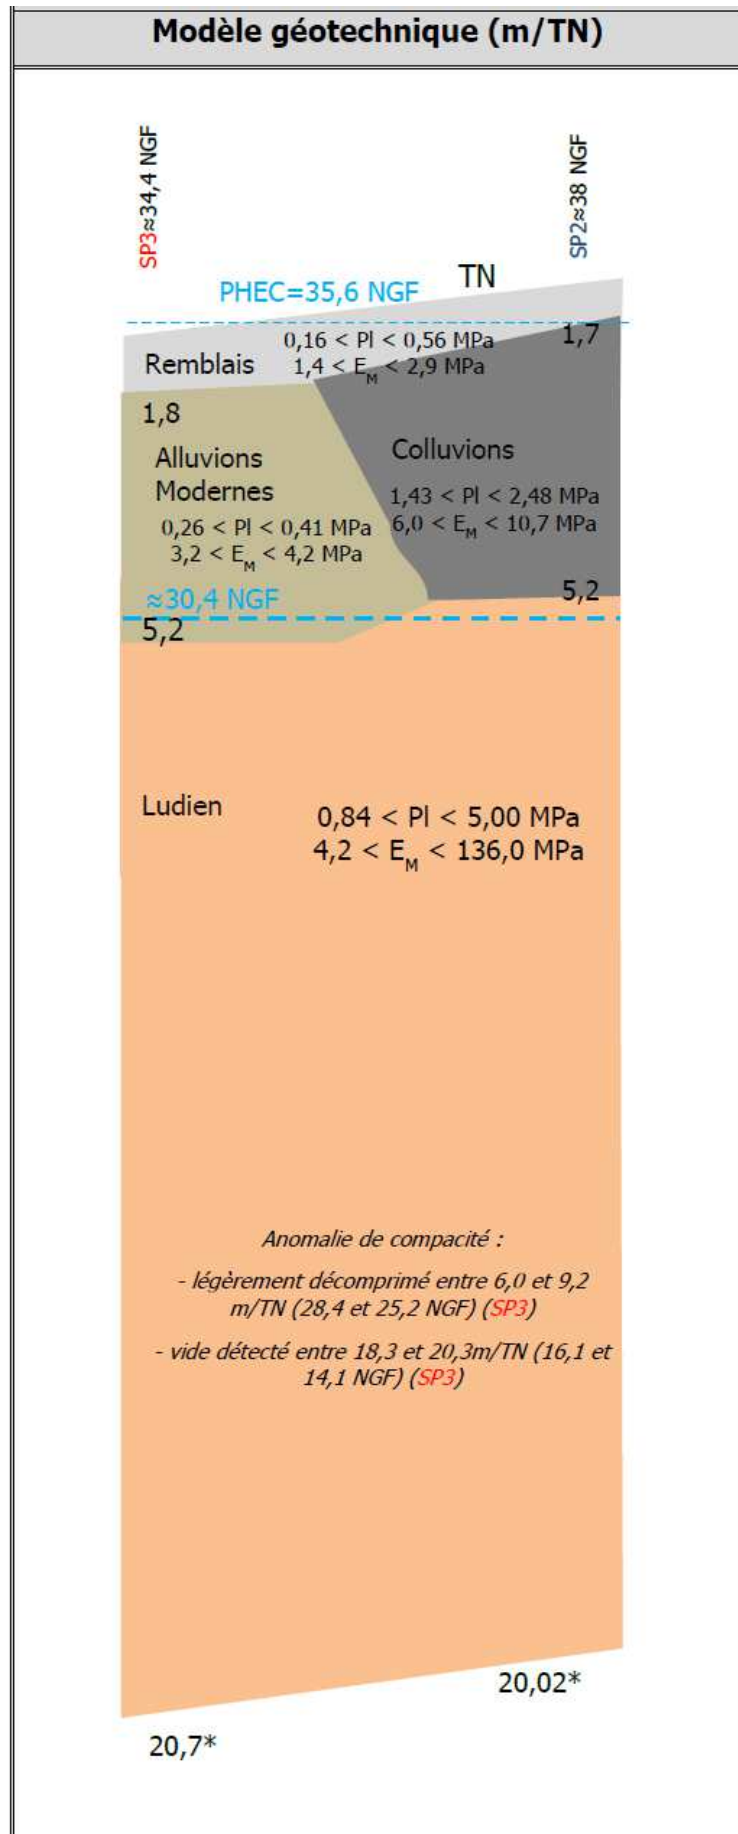 Modèle géotechnique (m/TN)
SP3≈34,4 NGF
SP2≈38 NGF
TN
PHEC=35,6 NGF
0,16 < Pl < 0,56 MPa
1,7
Remblais
1,4 < EM < 2,9 MPa
1,8
Alluvions
Modernes
0,26 < Pl < 0,41 MPa
3,2 < EM < 4,2 MPa
Colluvions
1,43 < Pl < 2,48 MPa
6,0 < EM < 10,7 MPa
≈30,4 NGF
5,2
5,2
Ludien
0,84 < Pl < 5,00 MPa
4,2 < EM < 136,0 MPa
Anomalie de compacité :
- légèrement décomprimé entre 6,0 et 9,2
m/TN (28,4 et 25,2 NGF) (SP3)
- vide détecté entre 18,3 et 20,3m/TN (16,1 et
14,1 NGF) (SP3)
20,02*
20,7*